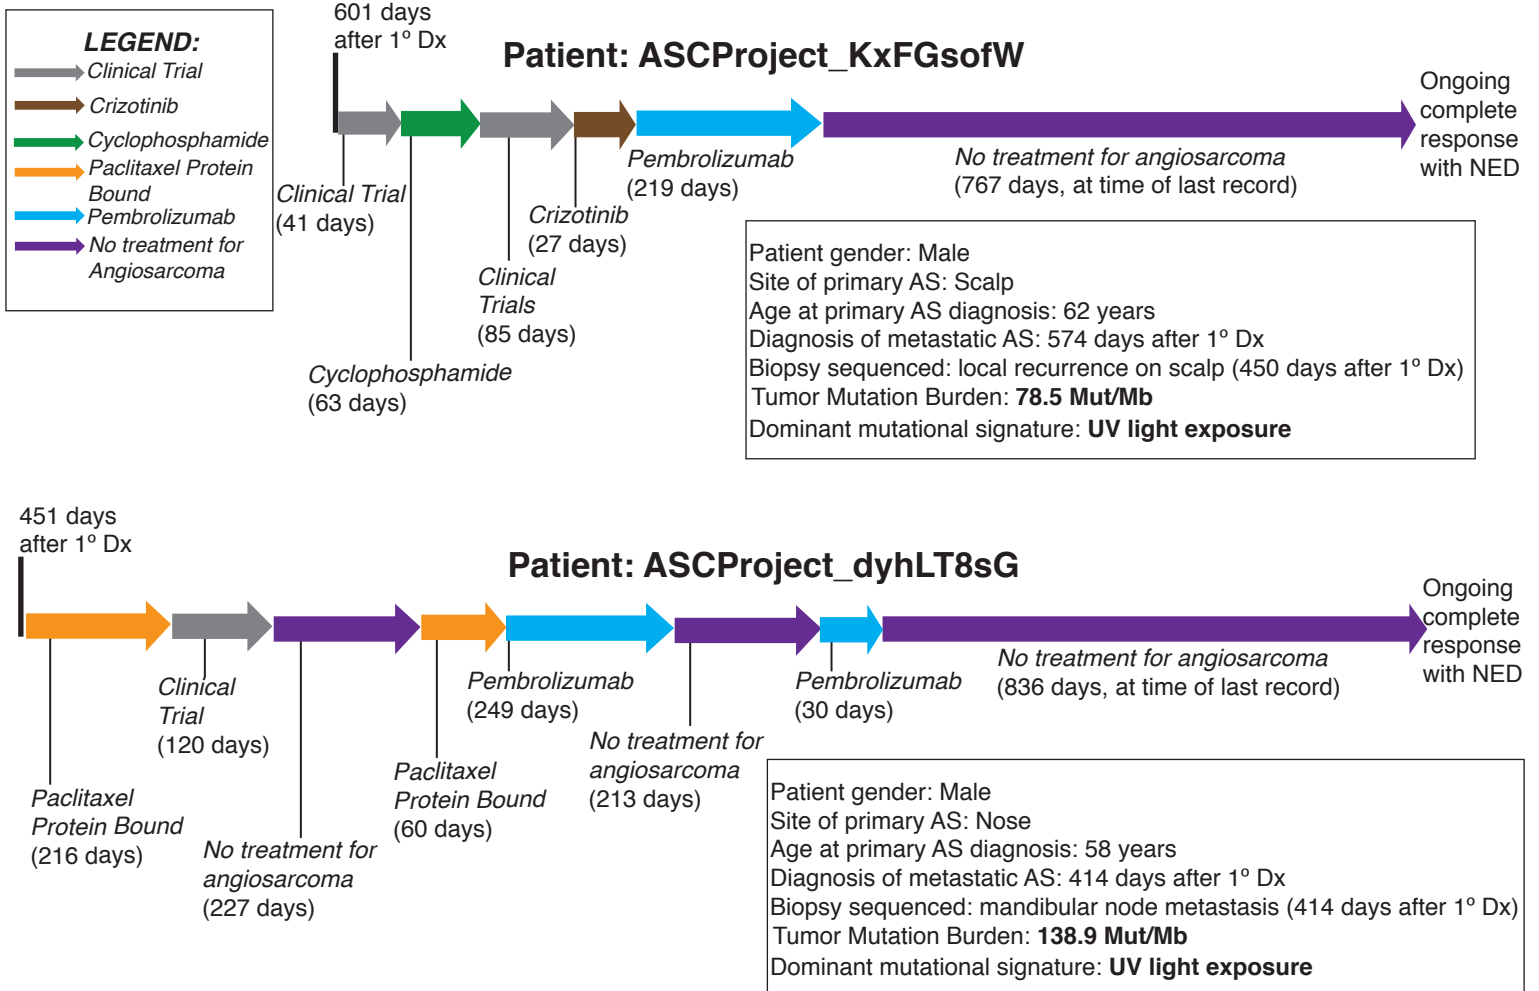 LEGEND:
Clinical Trial
Crizotinib
Cyclophosphamide
Paclitaxel Protein
Bound
Pembrolizumab
No treatment for
Angiosarcoma
601 days
after 1º Dx
Patient: ASCProject_KxFGsofW
Clinical Trial
(41 days)
Cyclophosphamide
(63 days)
Clinical
Trials
(85 days)
Crizotinib
(27 days)
Pembrolizumab
(219 days)
No treatment for angiosarcoma
(767 days, at time of last record)
Ongoing
complete
response
with NED
Patient gender: Male
Site of primary AS: Scalp
Age at primary AS diagnosis: 62 years
Diagnosis of metastatic AS: 574 days after 1º Dx
Biopsy sequenced: local recurrence on scalp (450 days after 1º Dx)
Tumor Mutation Burden: 78.5 Mut/Mb
Dominant mutational signature: UV light exposure
451 days
after 1º Dx
Patient: ASCProject_dyhLT8sG
Paclitaxel
Protein Bound
(216 days)
Clinical
Trial
(120 days)
No treatment for
angiosarcoma
(227 days)
Paclitaxel
Protein Bound
(60 days)
Pembrolizumab
(249 days)
No treatment for
angiosarcoma
(213 days)
Pembrolizumab
(30 days)
No treatment for angiosarcoma
(836 days, at time of last record)
Ongoing
complete
response
with NED
Patient gender: Male
Site of primary AS: Nose
Age at primary AS diagnosis: 58 years
Diagnosis of metastatic AS: 414 days after 1º Dx
Biopsy sequenced: mandibular node metastasis (414 days after 1º Dx)
Tumor Mutation Burden: 138.9 Mut/Mb
Dominant mutational signature: UV light exposure